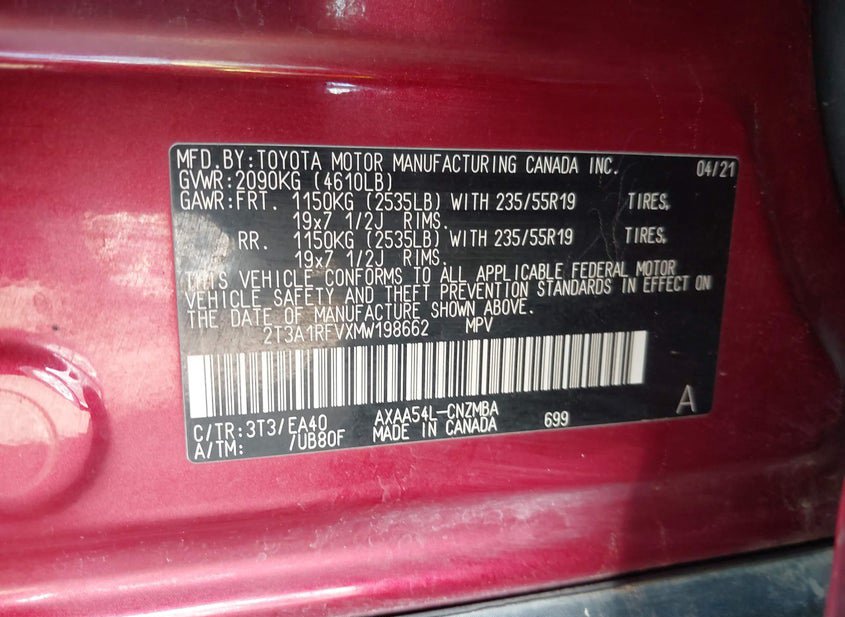 MFD.BY:TOYOTA MOTOR MANUFACTURING CANADA INC. 04/21
GVWR:2090KG (4610LB)
GAWR:FRT. 1150KG (2535LB) WITH 235/55R19 TIRES,
19x7 1/2J RIMS.
RR. 1150KG (2535LB) WITH 235/55R19 TIRES,
19x7 1/2J RIMS.
THIS VEHICLE CONFORMS TO ALL APPLICABLE FEDERAL MOTOR
VEHICLE SAFETY AND THEFT PREVENTION STANDARDS IN EFFECT ON
THE DATE OF MANUFACTURE SHOWN ABOVE.
2T3A1RFVXMW198662 MPV
C/TR:3T3/EA40 AXAA54L-CNZMBA 699 A
A/TM: /UB80F MADE IN CANADA